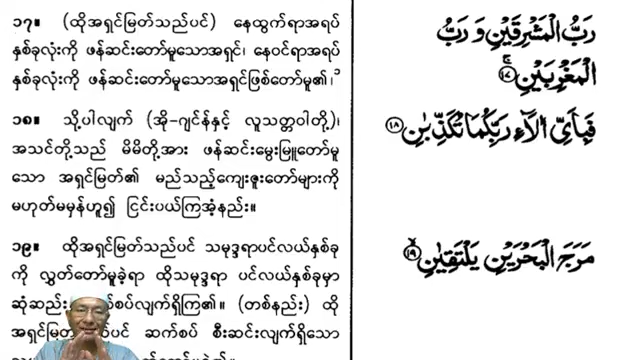 ၁၇။ (ထိုအရှင်မြတ်သည်ပင်) နေထွက်ရာအရပ်
နှစ်ခုလုံးကို ဖန်ဆင်းတော်မူသောအရှင်၊ နေဝင်ရာအရပ်
နှစ်ခုလုံးကို ဖန်ဆင်းတော်မူသောအရှင်ဖြစ်တော်မူ၏၊
၁၈။ သို့ပါလျက် (အို-ဂျင်န်နှင့် လူသတ္တဝါတို့)၊
အသင်တို့သည် မိမိတို့အား ဖန်ဆင်းမွေးမြူတော်မူ
သော အရှင်မြတ်၏ မည်သည့်ကျေးဇူးတော်များကို
မဟုတ်မမှန်ဟူ၍ ငြင်းပယ်ကြအံ့နည်း။
၁၉။ ထိုအရှင်မြတ်သည်ပင် သမုဒ္ဒရာပင်လယ်နှစ်ခု
ကို လွှတ်တော်မူခဲ့ရာ ထိုသမုဒ္ဒရာ ပင်လယ်နှစ်ခုမှာ
ဆုံဆည်း စပ်လျက်ရှိကြ၏။ (တစ်နည်း) ထို
အရှင်မြတ် ပင် ဆက်စပ် စီးဆင်းလျက်ရှိသော
رَبُّ الْمَشْرِقَيْنِ وَرَبُّ
الْمَغْرِبَيْنِ ﴿١٧﴾
فَبِأَيِّ آلَاءِ رَبِّكُمَا تُكَذِّبَانِ ﴿١٨﴾
مَرَجَ الْبَحْرَيْنِ يَلْتَقِيَانِ ﴿١٩﴾